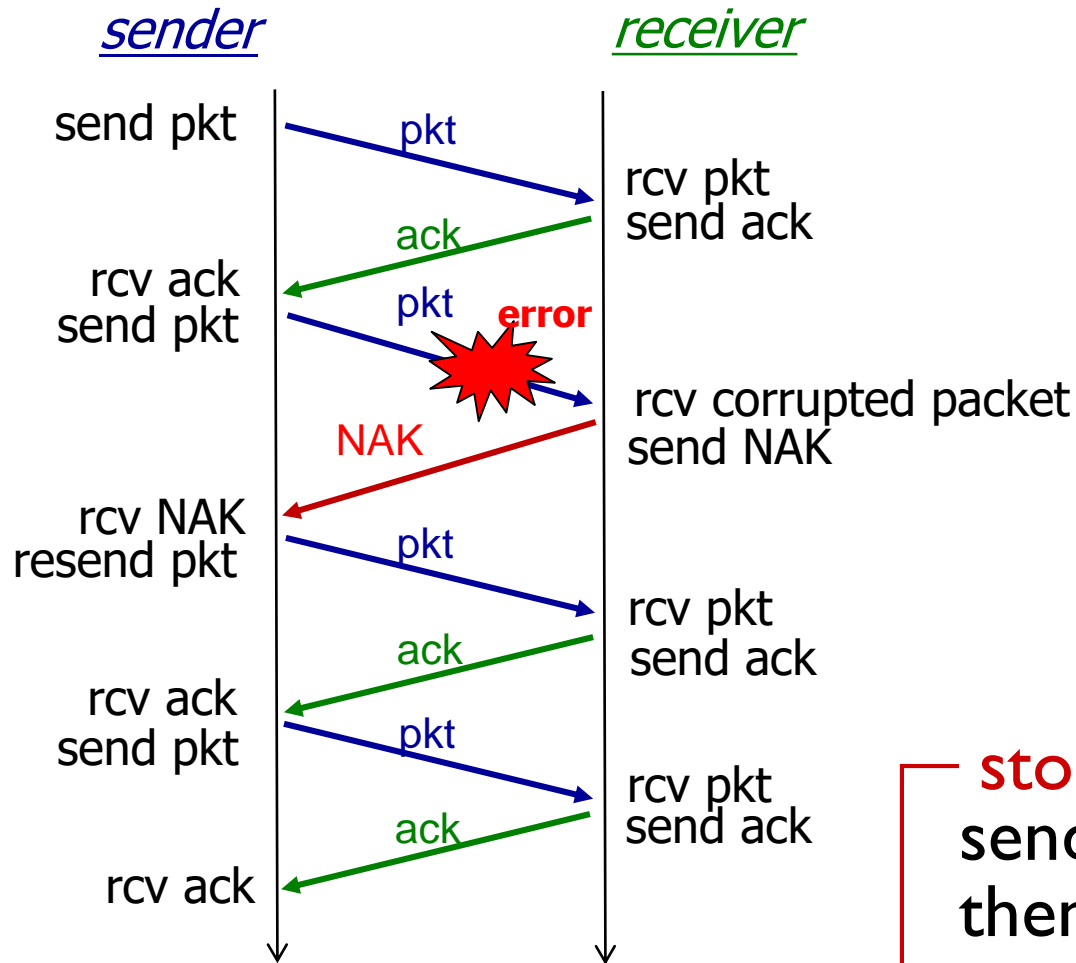 sender
receiver
send pkt
pkt
rcv pkt
send ack
ack
rcv ack
send pkt
pkt
error
rcv corrupted packet
send NAK
NAK
rcv NAK
resend pkt
pkt
rcv pkt
send ack
ack
rcv ack
send pkt
pkt
rcv pkt
send ack
ack
rcv ack